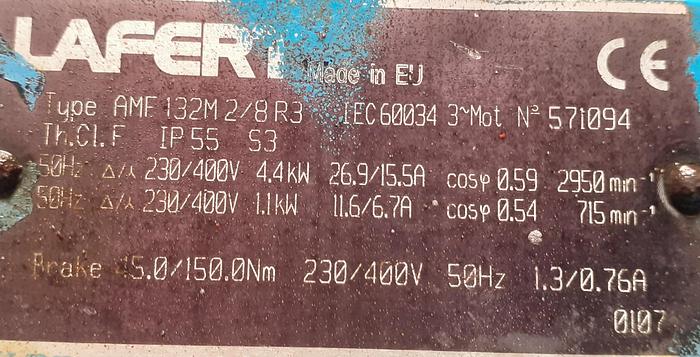 LAFERT
Made in EU
CE
Type AMF 132M 2/8 R3 IEC 60034 3~Mot Nº 571094
Th.Cl.F IP 55 S3
50Hz Δ/⅄ 230/400V 4.4kW 26.9/15.5A cosφ 0.59 2950 min⁻¹
50Hz Δ/⅄ 230/400V 1.1kW 11.6/6.7A cosφ 0.54 715 min⁻¹
Brake 45.0/150.0Nm 230/400V 50Hz 1.3/0.76A
0107